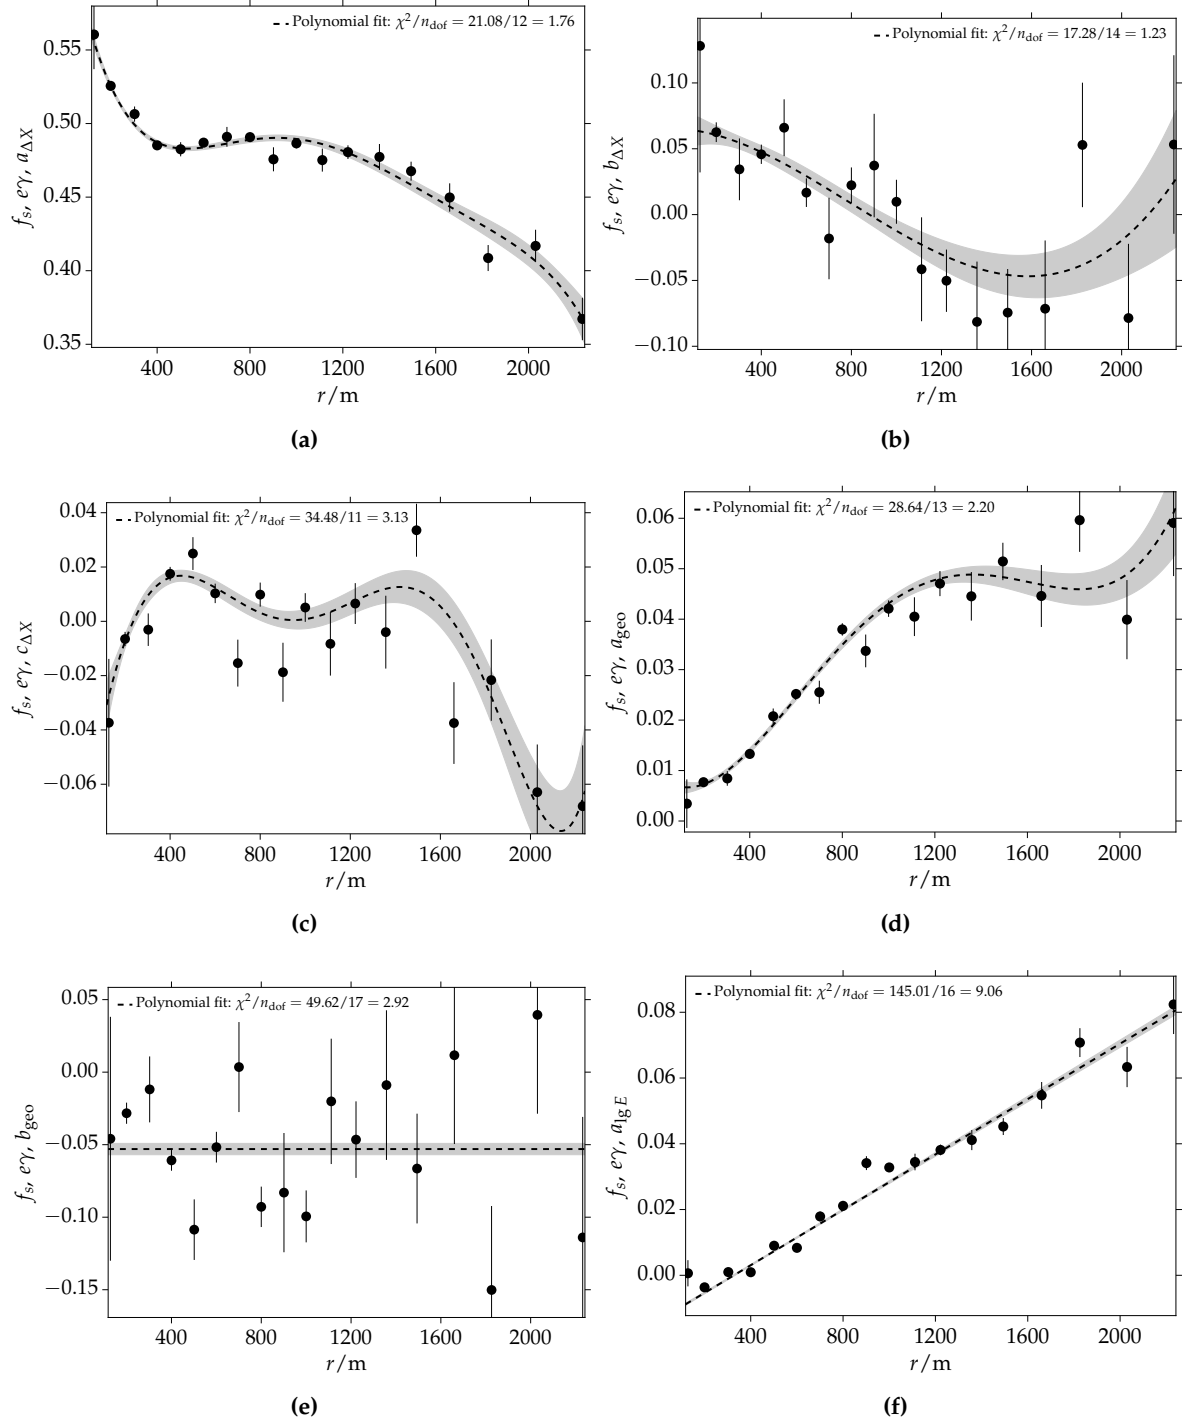 Polynomial fit: χ²/n_dof = 21.08/12 = 1.76
0.55
0.50
0.45
0.40
0.35
f_s, eγ, a_ΔX
400 800 1200 1600 2000
r/m
(a)
Polynomial fit: χ²/n_dof = 17.28/14 = 1.23
0.10
0.05
0.00
−0.05
−0.10
f_s, eγ, b_ΔX
400 800 1200 1600 2000
r/m
(b)
Polynomial fit: χ²/n_dof = 34.48/11 = 3.13
0.04
0.02
0.00
−0.02
−0.04
−0.06
f_s, eγ, c_ΔX
400 800 1200 1600 2000
r/m
(c)
Polynomial fit: χ²/n_dof = 28.64/13 = 2.20
0.06
0.05
0.04
0.03
0.02
0.01
0.00
f_s, eγ, a_geo
400 800 1200 1600 2000
r/m
(d)
Polynomial fit: χ²/n_dof = 49.62/17 = 2.92
0.05
0.00
−0.05
−0.10
−0.15
f_s, eγ, b_geo
400 800 1200 1600 2000
r/m
(e)
Polynomial fit: χ²/n_dof = 145.01/16 = 9.06
0.08
0.06
0.04
0.02
0.00
f_s, eγ, a_lg E
400 800 1200 1600 2000
r/m
(f)